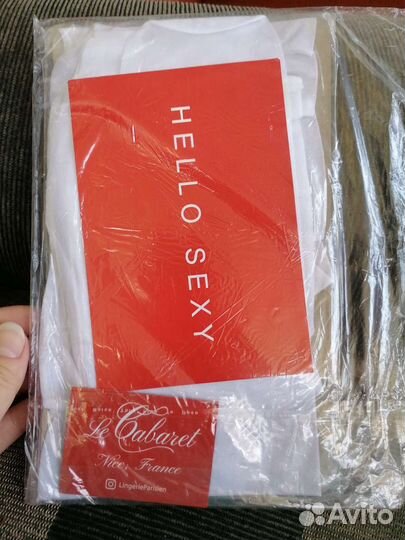 HELLO SEXY
Le Cabaret
Nice, France
LingerieParisien
Avito